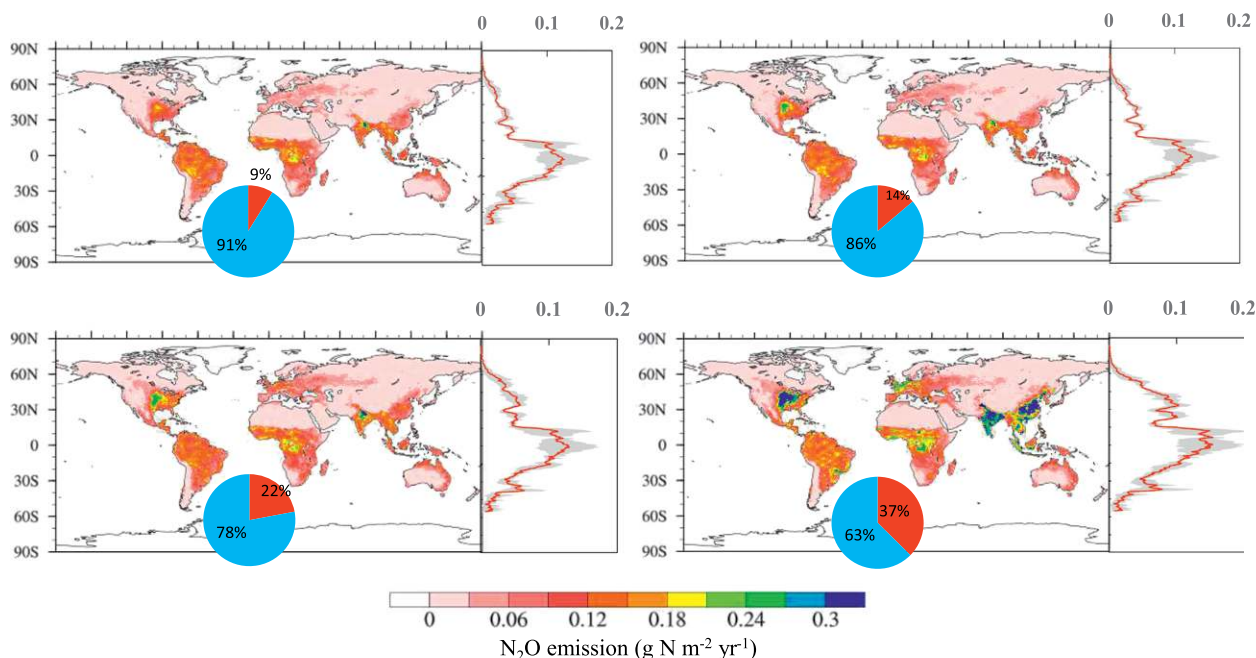 0 0.1 0.2
0 0.1 0.2
90N
60N
30N
0
30S
60S
90S
9%
91%
90N
60N
30N
0
30S
60S
90S
14%
86%
0 0.1 0.2
0 0.1 0.2
90N
60N
30N
0
30S
60S
90S
22%
78%
90N
60N
30N
0
30S
60S
90S
37%
63%
0 0.06 0.12 0.18 0.24 0.3
N₂O emission (g N m⁻² yr⁻¹)